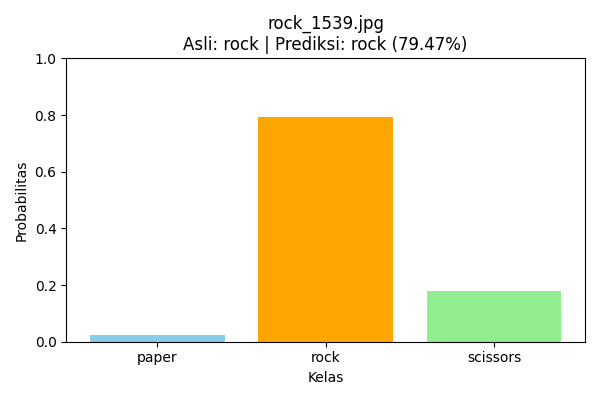 rock_1539.jpg
Asli: rock | Prediksi: rock (79.47%)
1.0
0.8
0.6
0.4
0.2
0.0
Probabilitas
paper
rock
scissors
Kelas